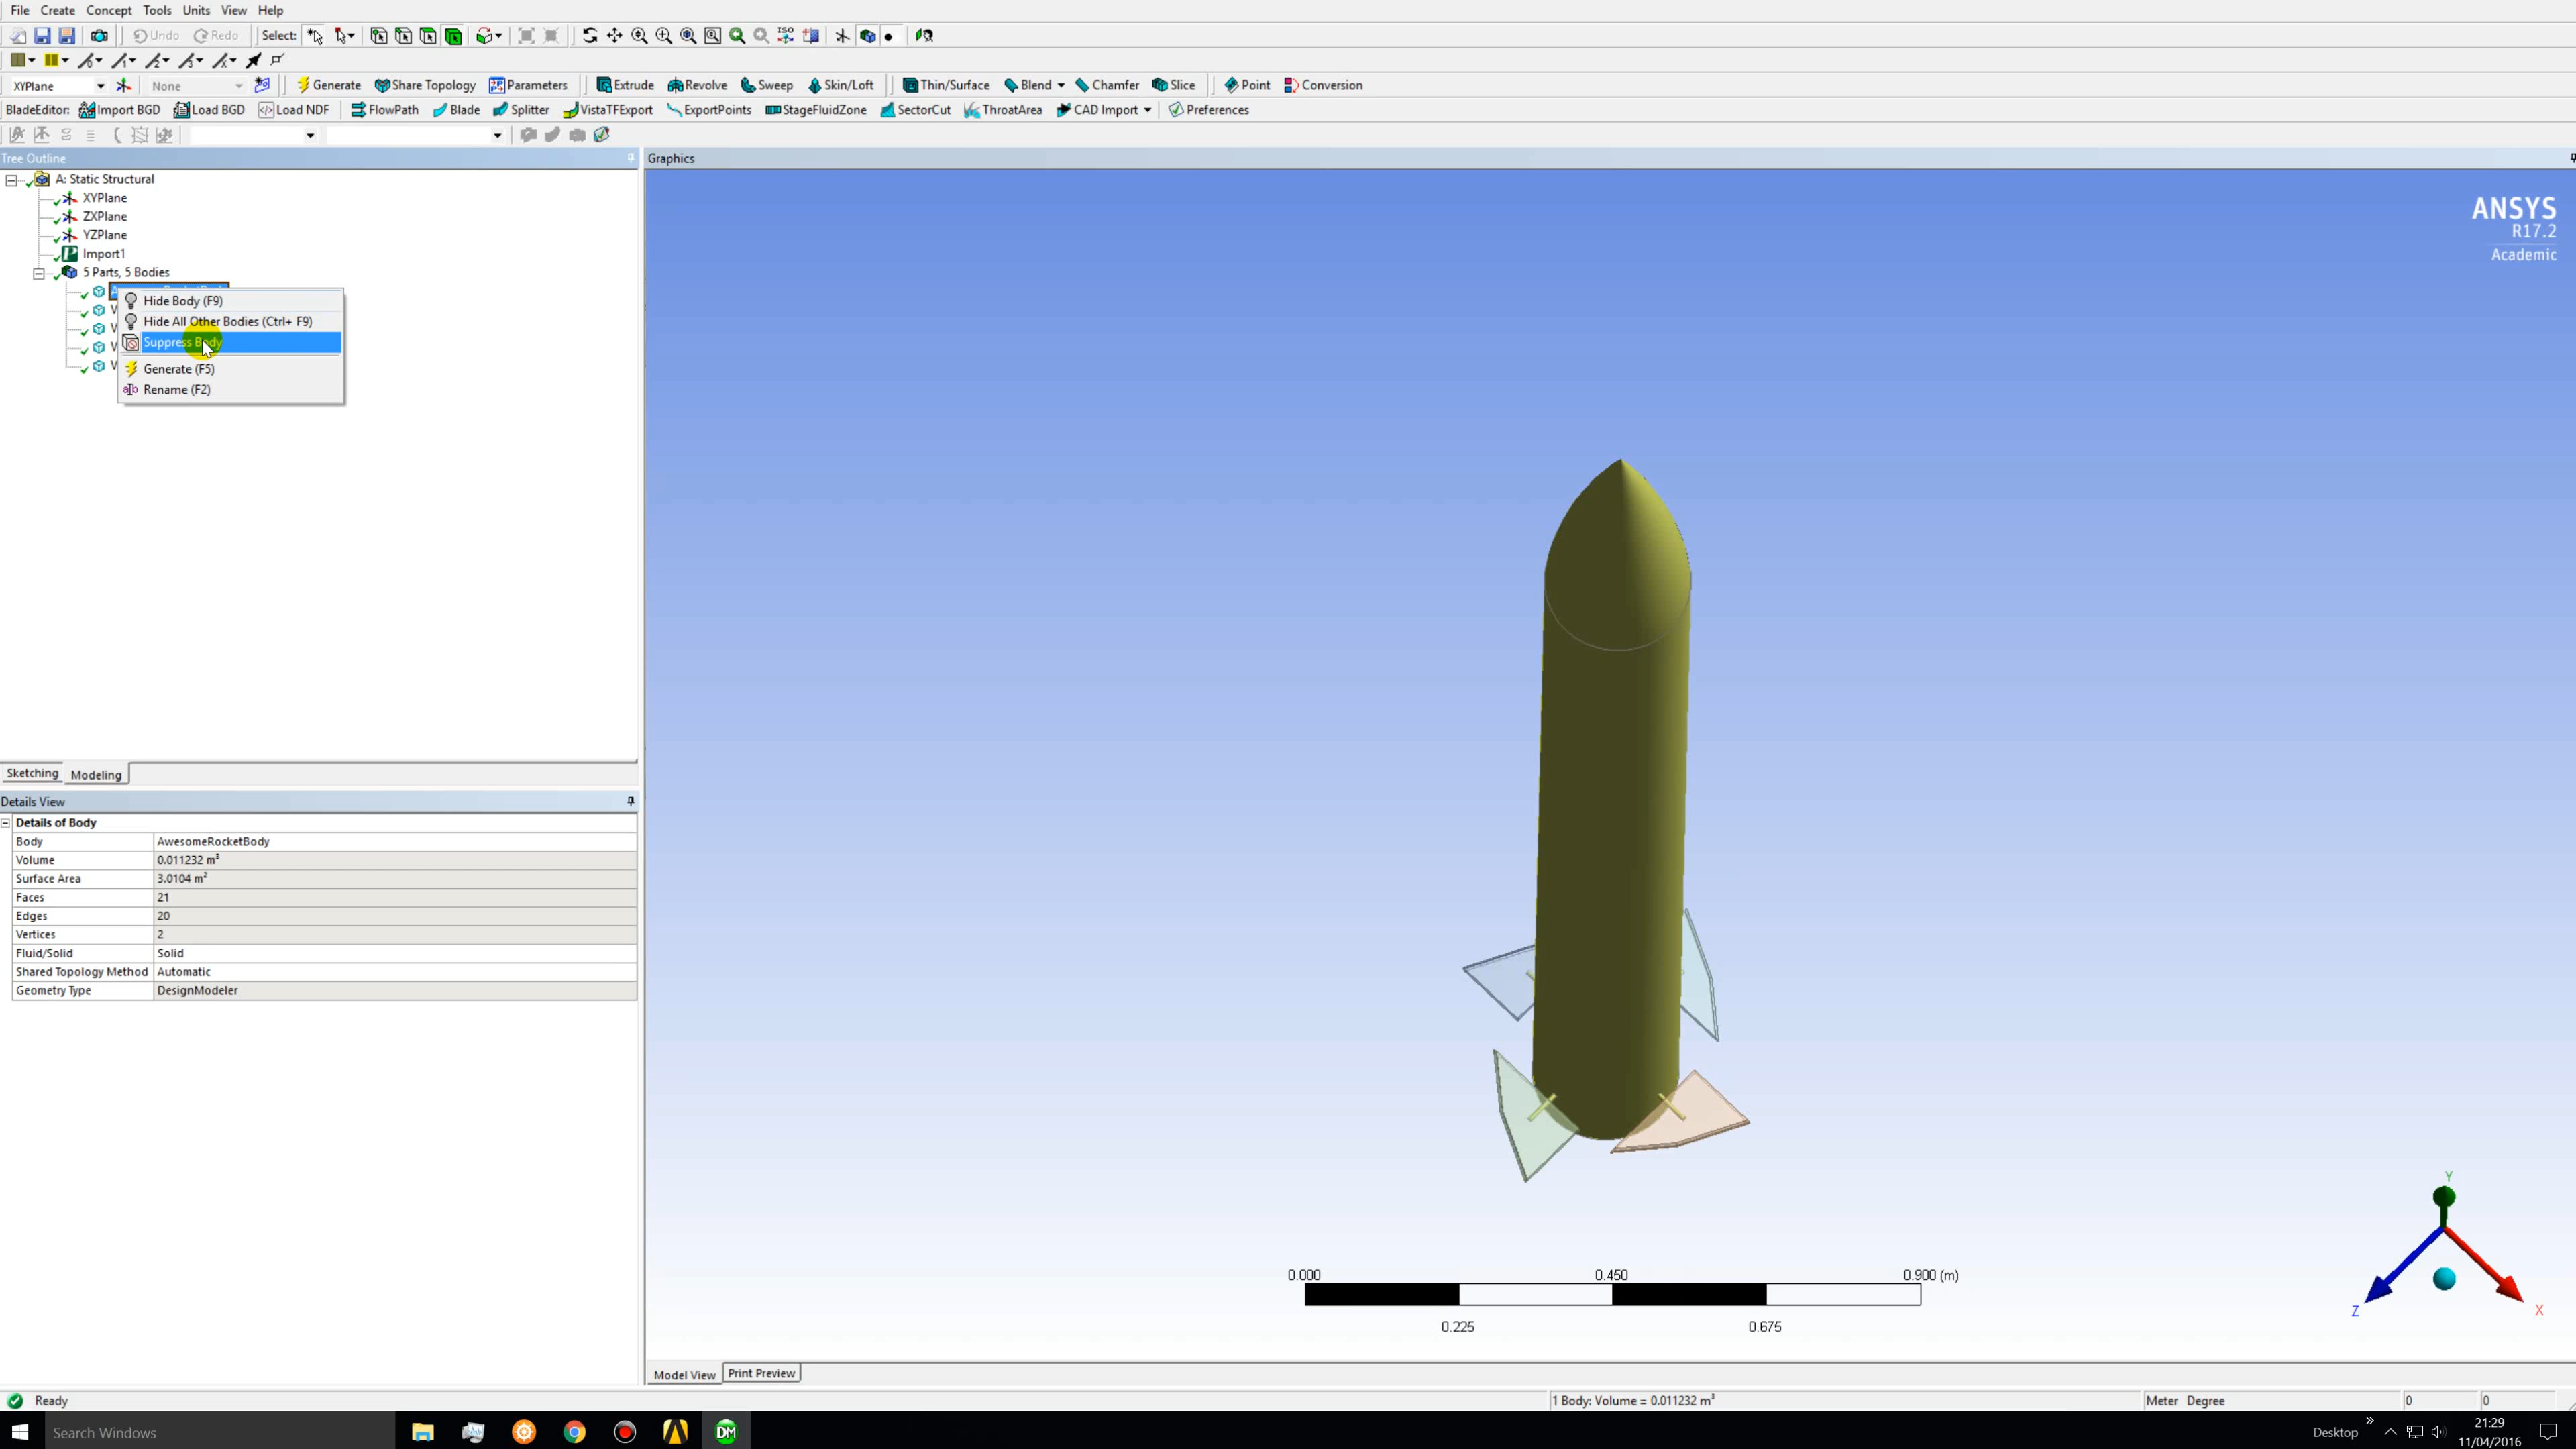 File Create Concept Tools Units View Help
Undo Redo Select: ISO
XYPlane None Generate Share Topology Parameters Extrude Revolve Sweep Skin/Loft Thin/Surface Blend Chamfer Slice Point Conversion
BladeEditor: Import BGD Load BGD Load NDF FlowPath Blade Splitter VistaTFExport ExportPoints StageFluidZone SectorCut ThroatArea CAD Import Preferences
Tree Outline
Graphics
A: Static Structural
XYPlane
ZXPlane
YZPlane
Import1
5 Parts, 5 Bodies
Hide Body (F9)
Hide All Other Bodies (Ctrl+ F9)
Suppress Body
Generate (F5)
Rename (F2)
ANSYS
R17.2
Academic
Sketching Modeling
Details View
Details of Body
Body AwesomeRocketBody
Volume 0.011232 m³
Surface Area 3.0104 m²
Faces 21
Edges 20
Vertices 2
Fluid/Solid Solid
Shared Topology Method Automatic
Geometry Type DesignModeler
0.000 0.450 0.900 (m)
0.225 0.675
Y
Z
X
Model View Print Preview
Ready
1 Body: Volume = 0.011232 m³
Meter Degree 0 0
Search Windows
DM
Desktop
21:29
11/04/2016